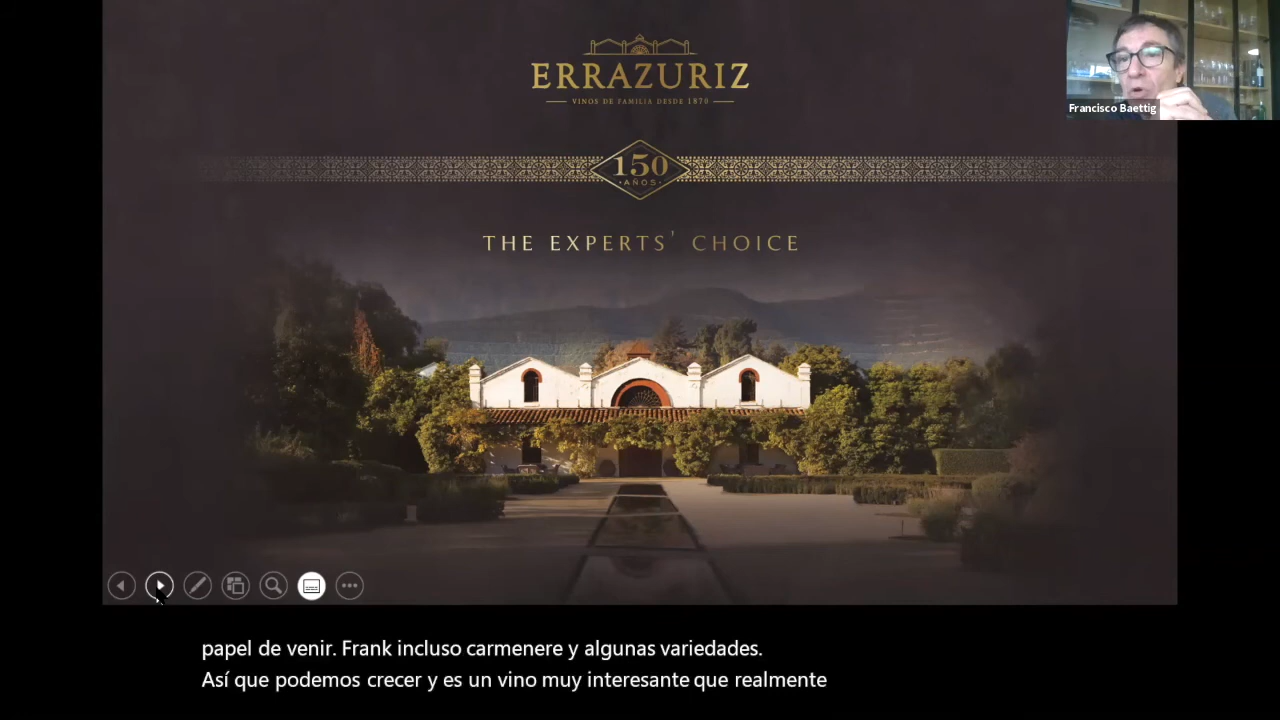 ERRAZURIZ
VINOS DE FAMILIA DESDE 1870
150
AÑOS
THE EXPERTS' CHOICE
Francisco Baettig
papel de venir. Frank incluso carmenere y algunas variedades.
Así que podemos crecer y es un vino muy interesante que realmente